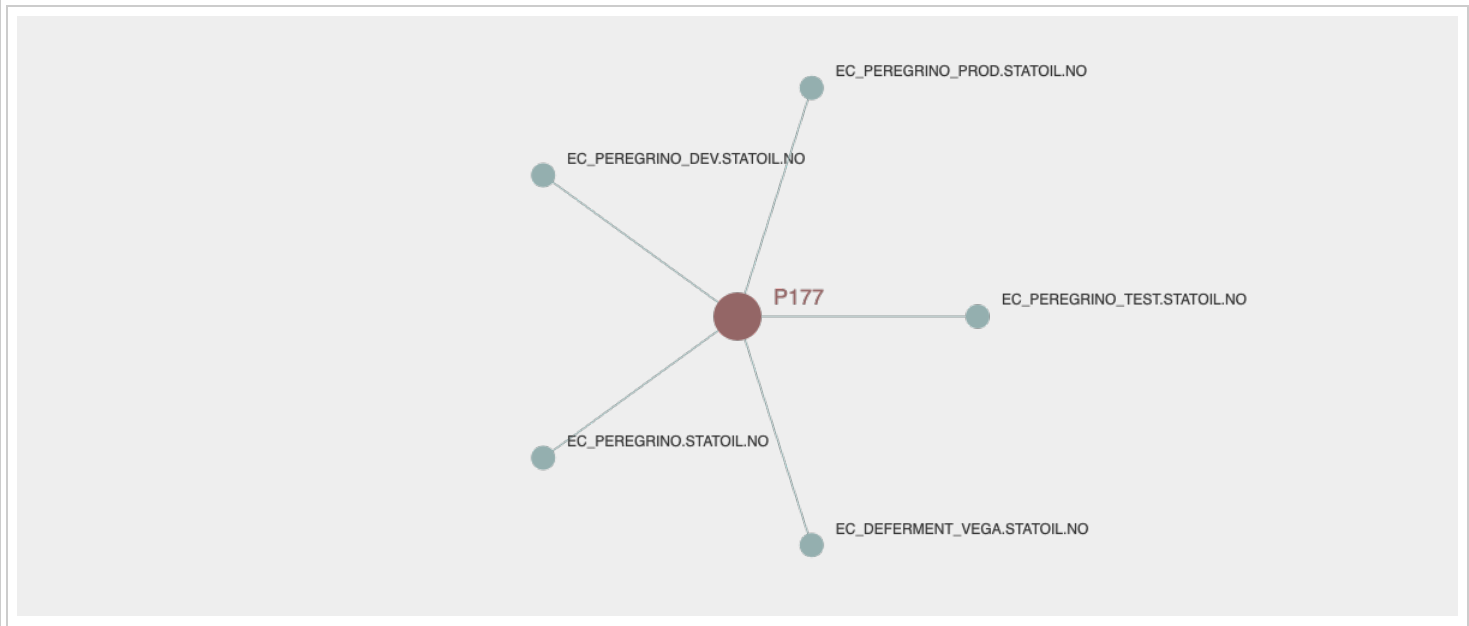 EC_PEREGRINO_PROD.STATOIL.NO
EC_PEREGRINO_DEV.STATOIL.NO
P177
EC_PEREGRINO_TEST.STATOIL.NO
EC_PEREGRINO.STATOIL.NO
EC_DEFERMENT_VEGA.STATOIL.NO